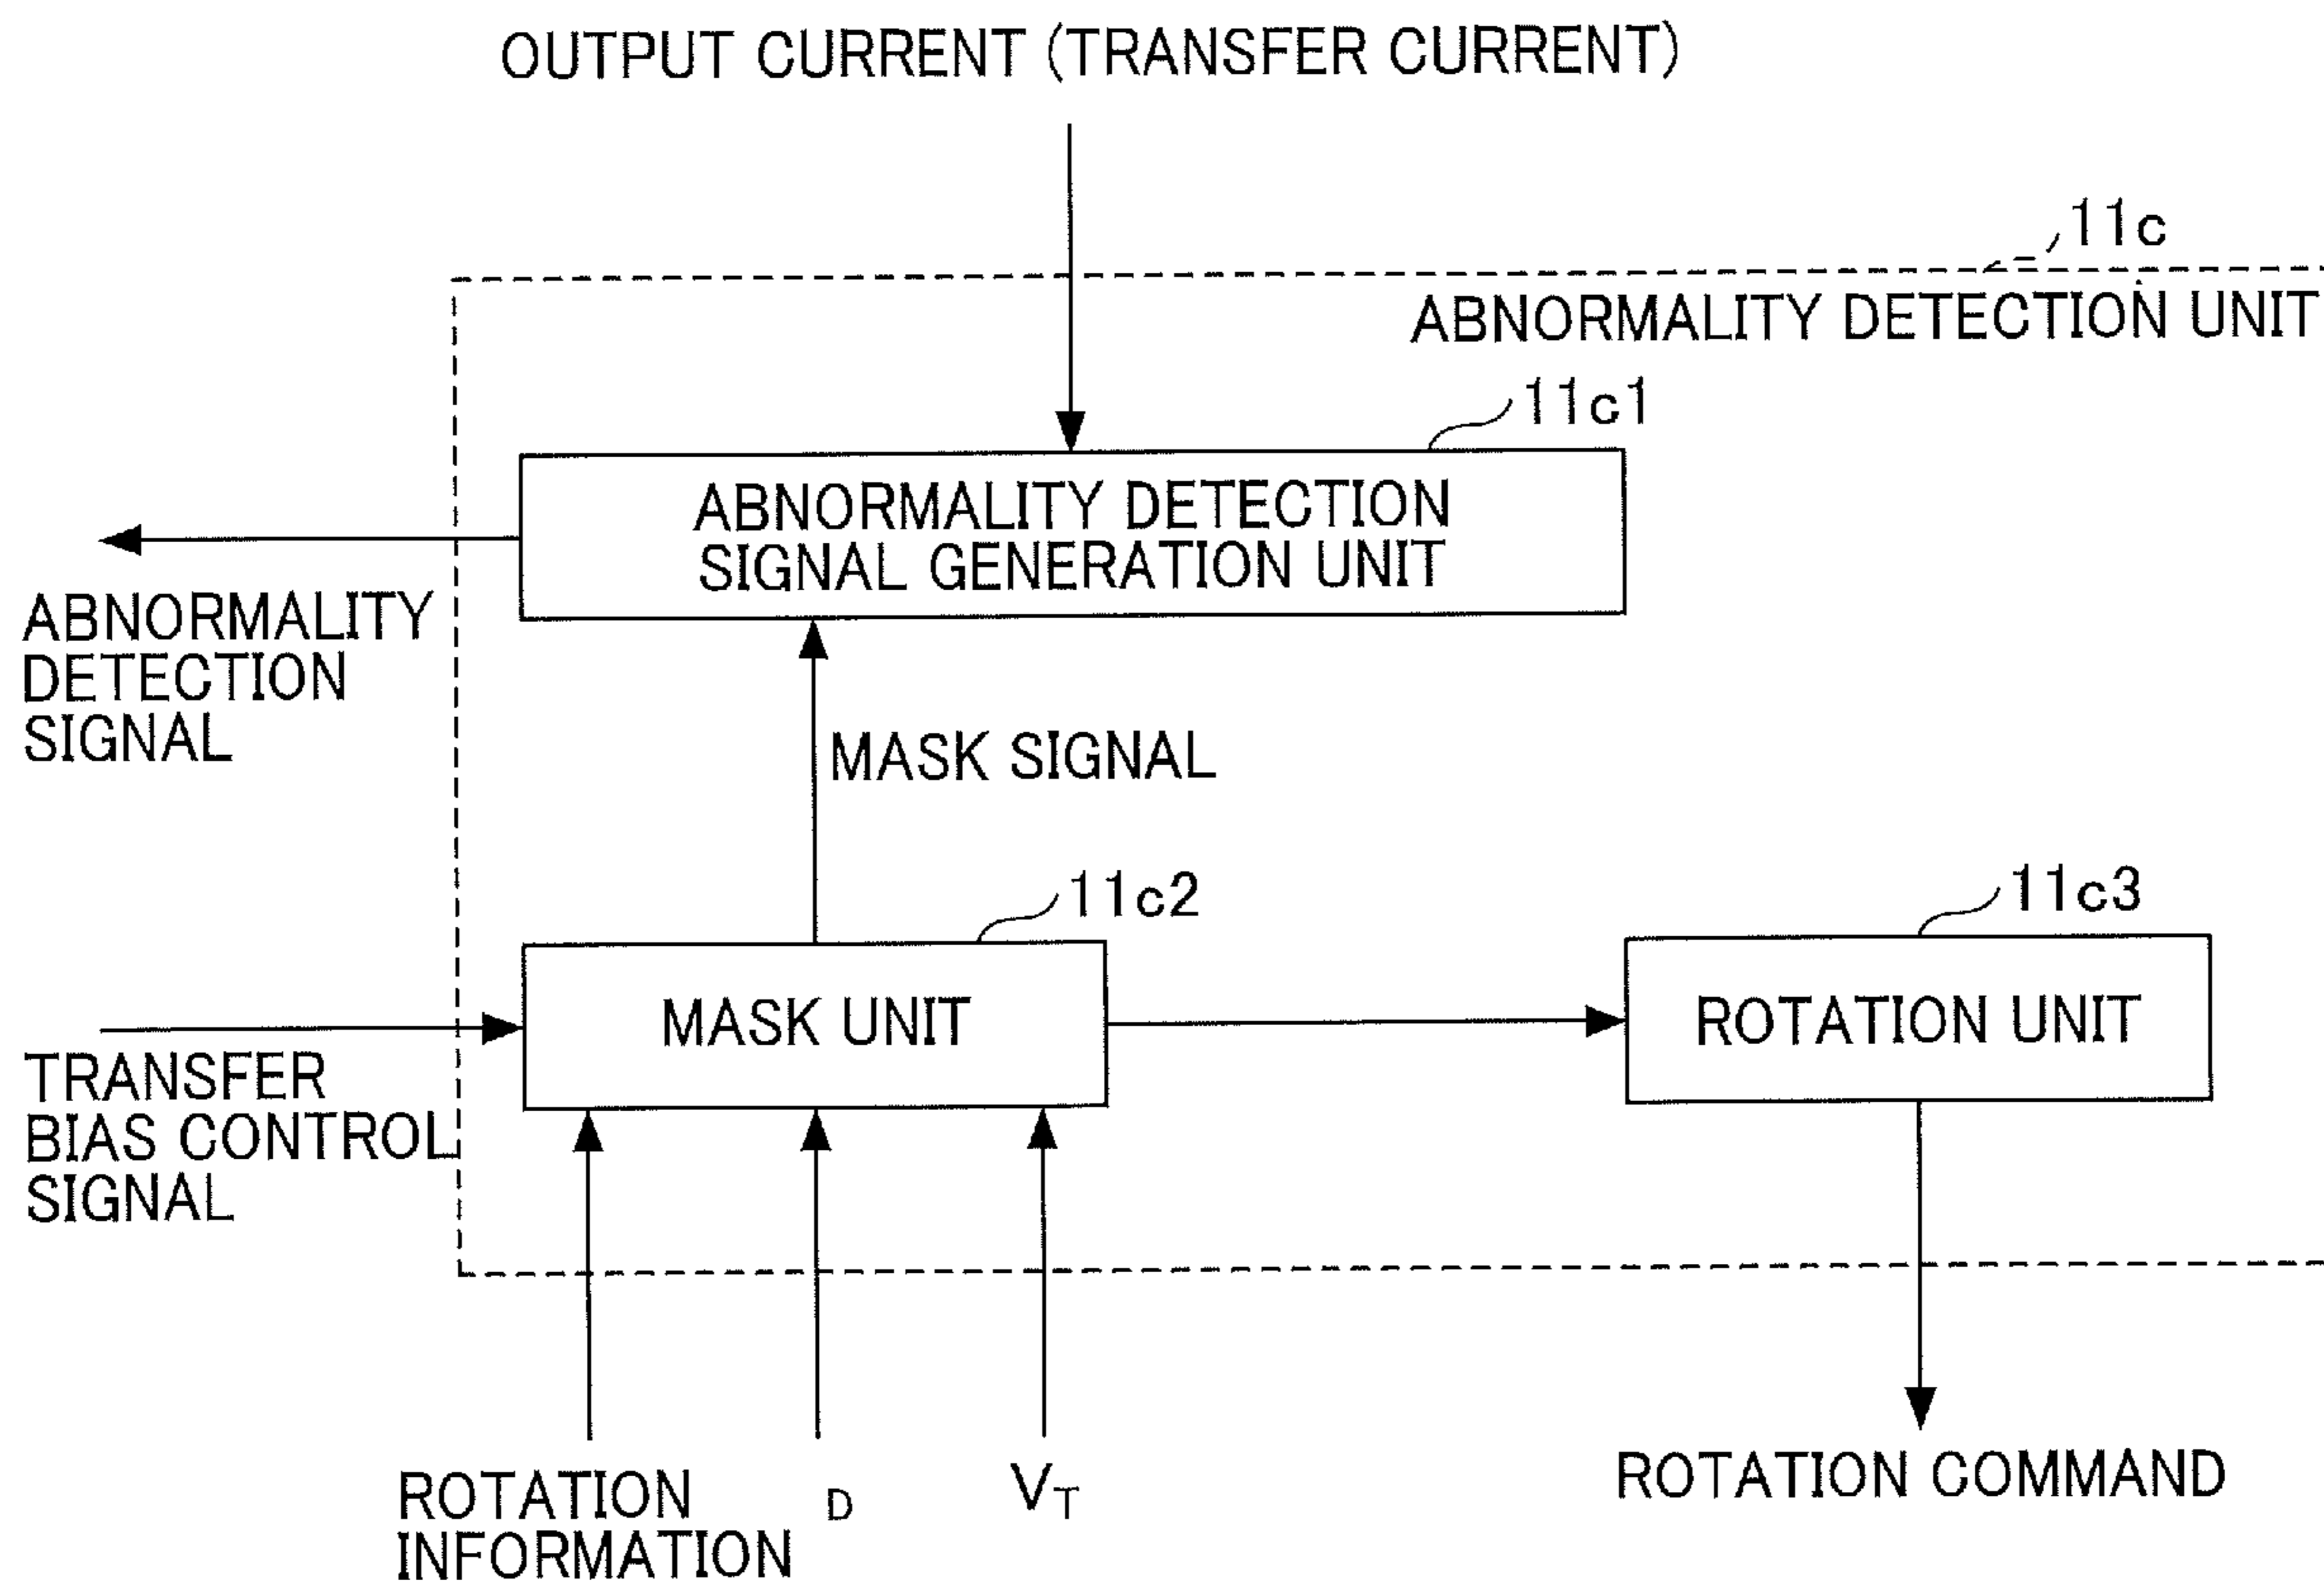 OUTPUT CURRENT (TRANSFER CURRENT)
11c
ABNORMALITY DETECTION UNIT
11c1
ABNORMALITY DETECTION
SIGNAL GENERATION UNIT
ABNORMALITY
DETECTION
SIGNAL
MASK SIGNAL
11c2
11c3
MASK UNIT
ROTATION UNIT
TRANSFER
BIAS CONTROL
SIGNAL
ROTATION
INFORMATION
D
VT
ROTATION COMMAND